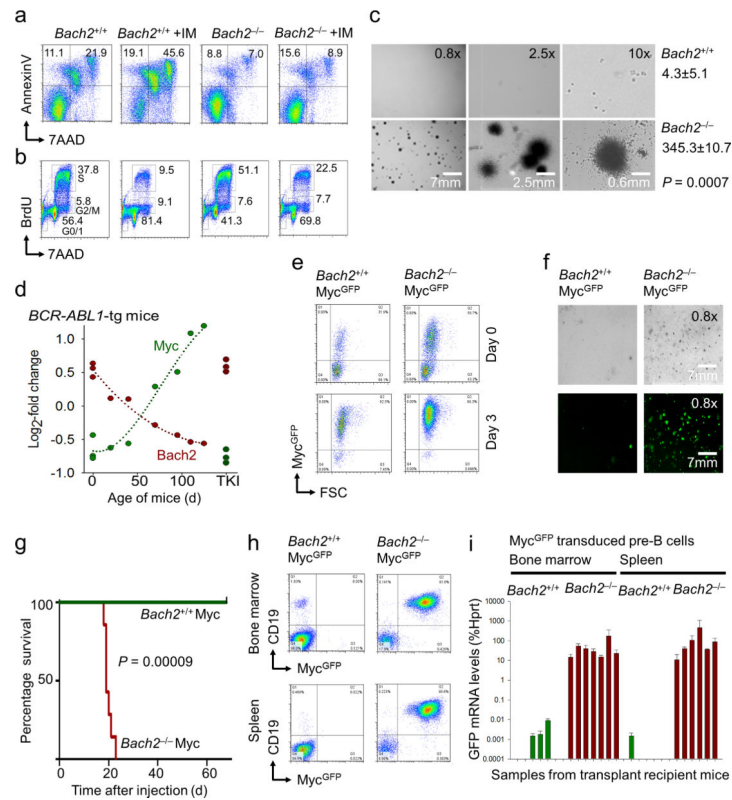 a
Bach2+/+
Bach2+/+ +IM
Bach2–/–
Bach2–/– +IM
11.1
21.9
19.1
45.6
8.8
7.0
15.6
8.9
AnnexinV
7AAD
b
37.8
S
5.8
G2/M
56.4
G0/1
9.5
9.1
81.4
51.1
7.6
41.3
22.5
7.7
69.8
BrdU
7AAD
c
0.8x
2.5x
10x
Bach2+/+
4.3±5.1
Bach2–/–
345.3±10.7
7mm
2.5mm
0.6mm
P = 0.0007
d
BCR-ABL1-tg mice
Log2-fold change
1.0
0.5
0.0
-0.5
-1.0
Myc
Bach2
0
50
100
TKI
Age of mice (d)
e
Bach2+/+
MycGFP
Bach2–/–
MycGFP
Day 0
Day 3
MycGFP
FSC
f
Bach2+/+
MycGFP
Bach2–/–
MycGFP
0.8x
7mm
0.8x
7mm
g
Percentage survival
100
50
Bach2+/+ Myc
P = 0.00009
Bach2–/– Myc
0
20
40
60
Time after injection (d)
h
Bach2+/+
MycGFP
Bach2–/–
MycGFP
Bone marrow
CD19
MycGFP
Spleen
CD19
MycGFP
i
MycGFP transduced pre-B cells
Bone marrow
Spleen
Bach2+/+
Bach2–/–
Bach2+/+
Bach2–/–
GFP mRNA levels (%Hprt)
10000
1000
100
10
1
0.1
0.01
0.001
0.0001
Samples from transplant recipient mice